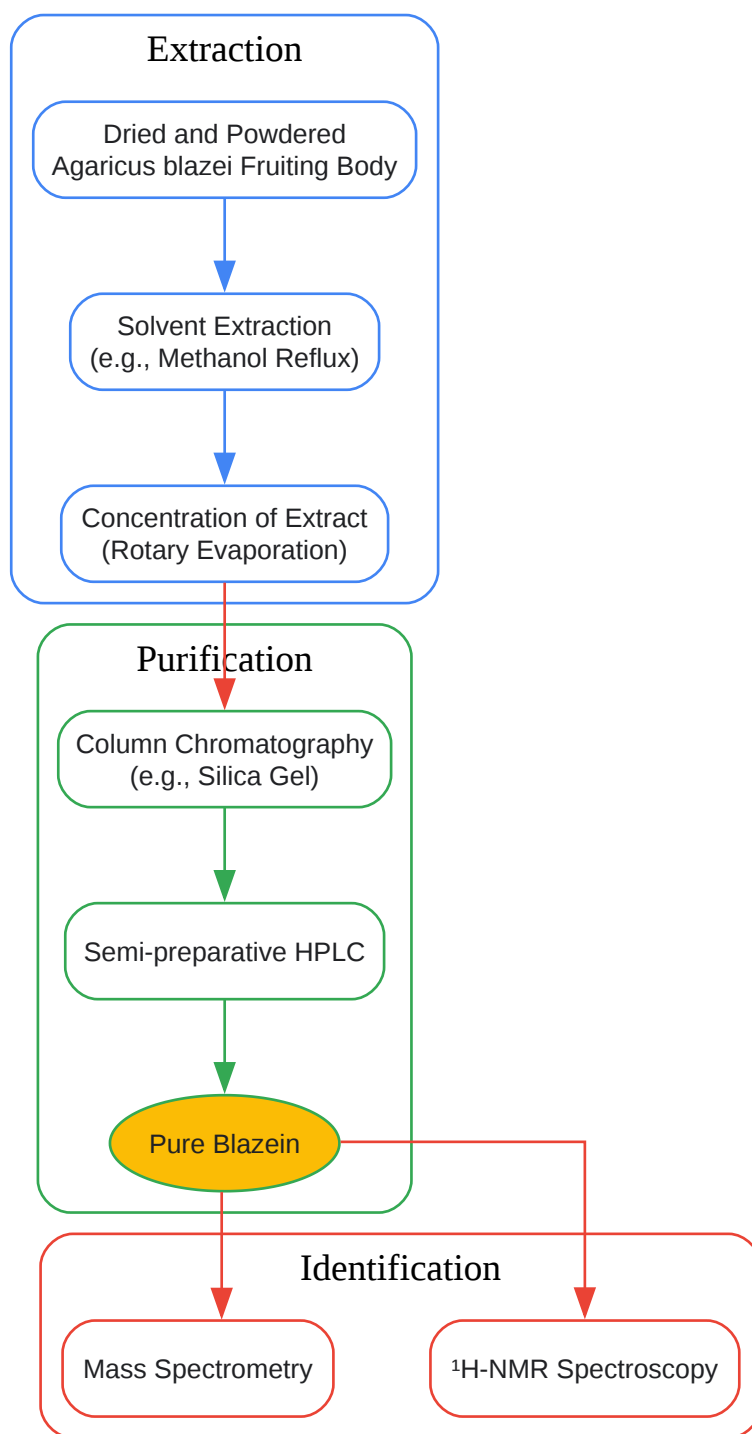 Extraction
Dried and Powdered
Agaricus blazei Fruiting Body
Solvent Extraction
(e.g., Methanol Reflux)
Concentration of Extract
(Rotary Evaporation)
Purification
Column Chromatography
(e.g., Silica Gel)
Semi-preparative HPLC
Pure Blazein
Identification
Mass Spectrometry
¹H-NMR Spectroscopy